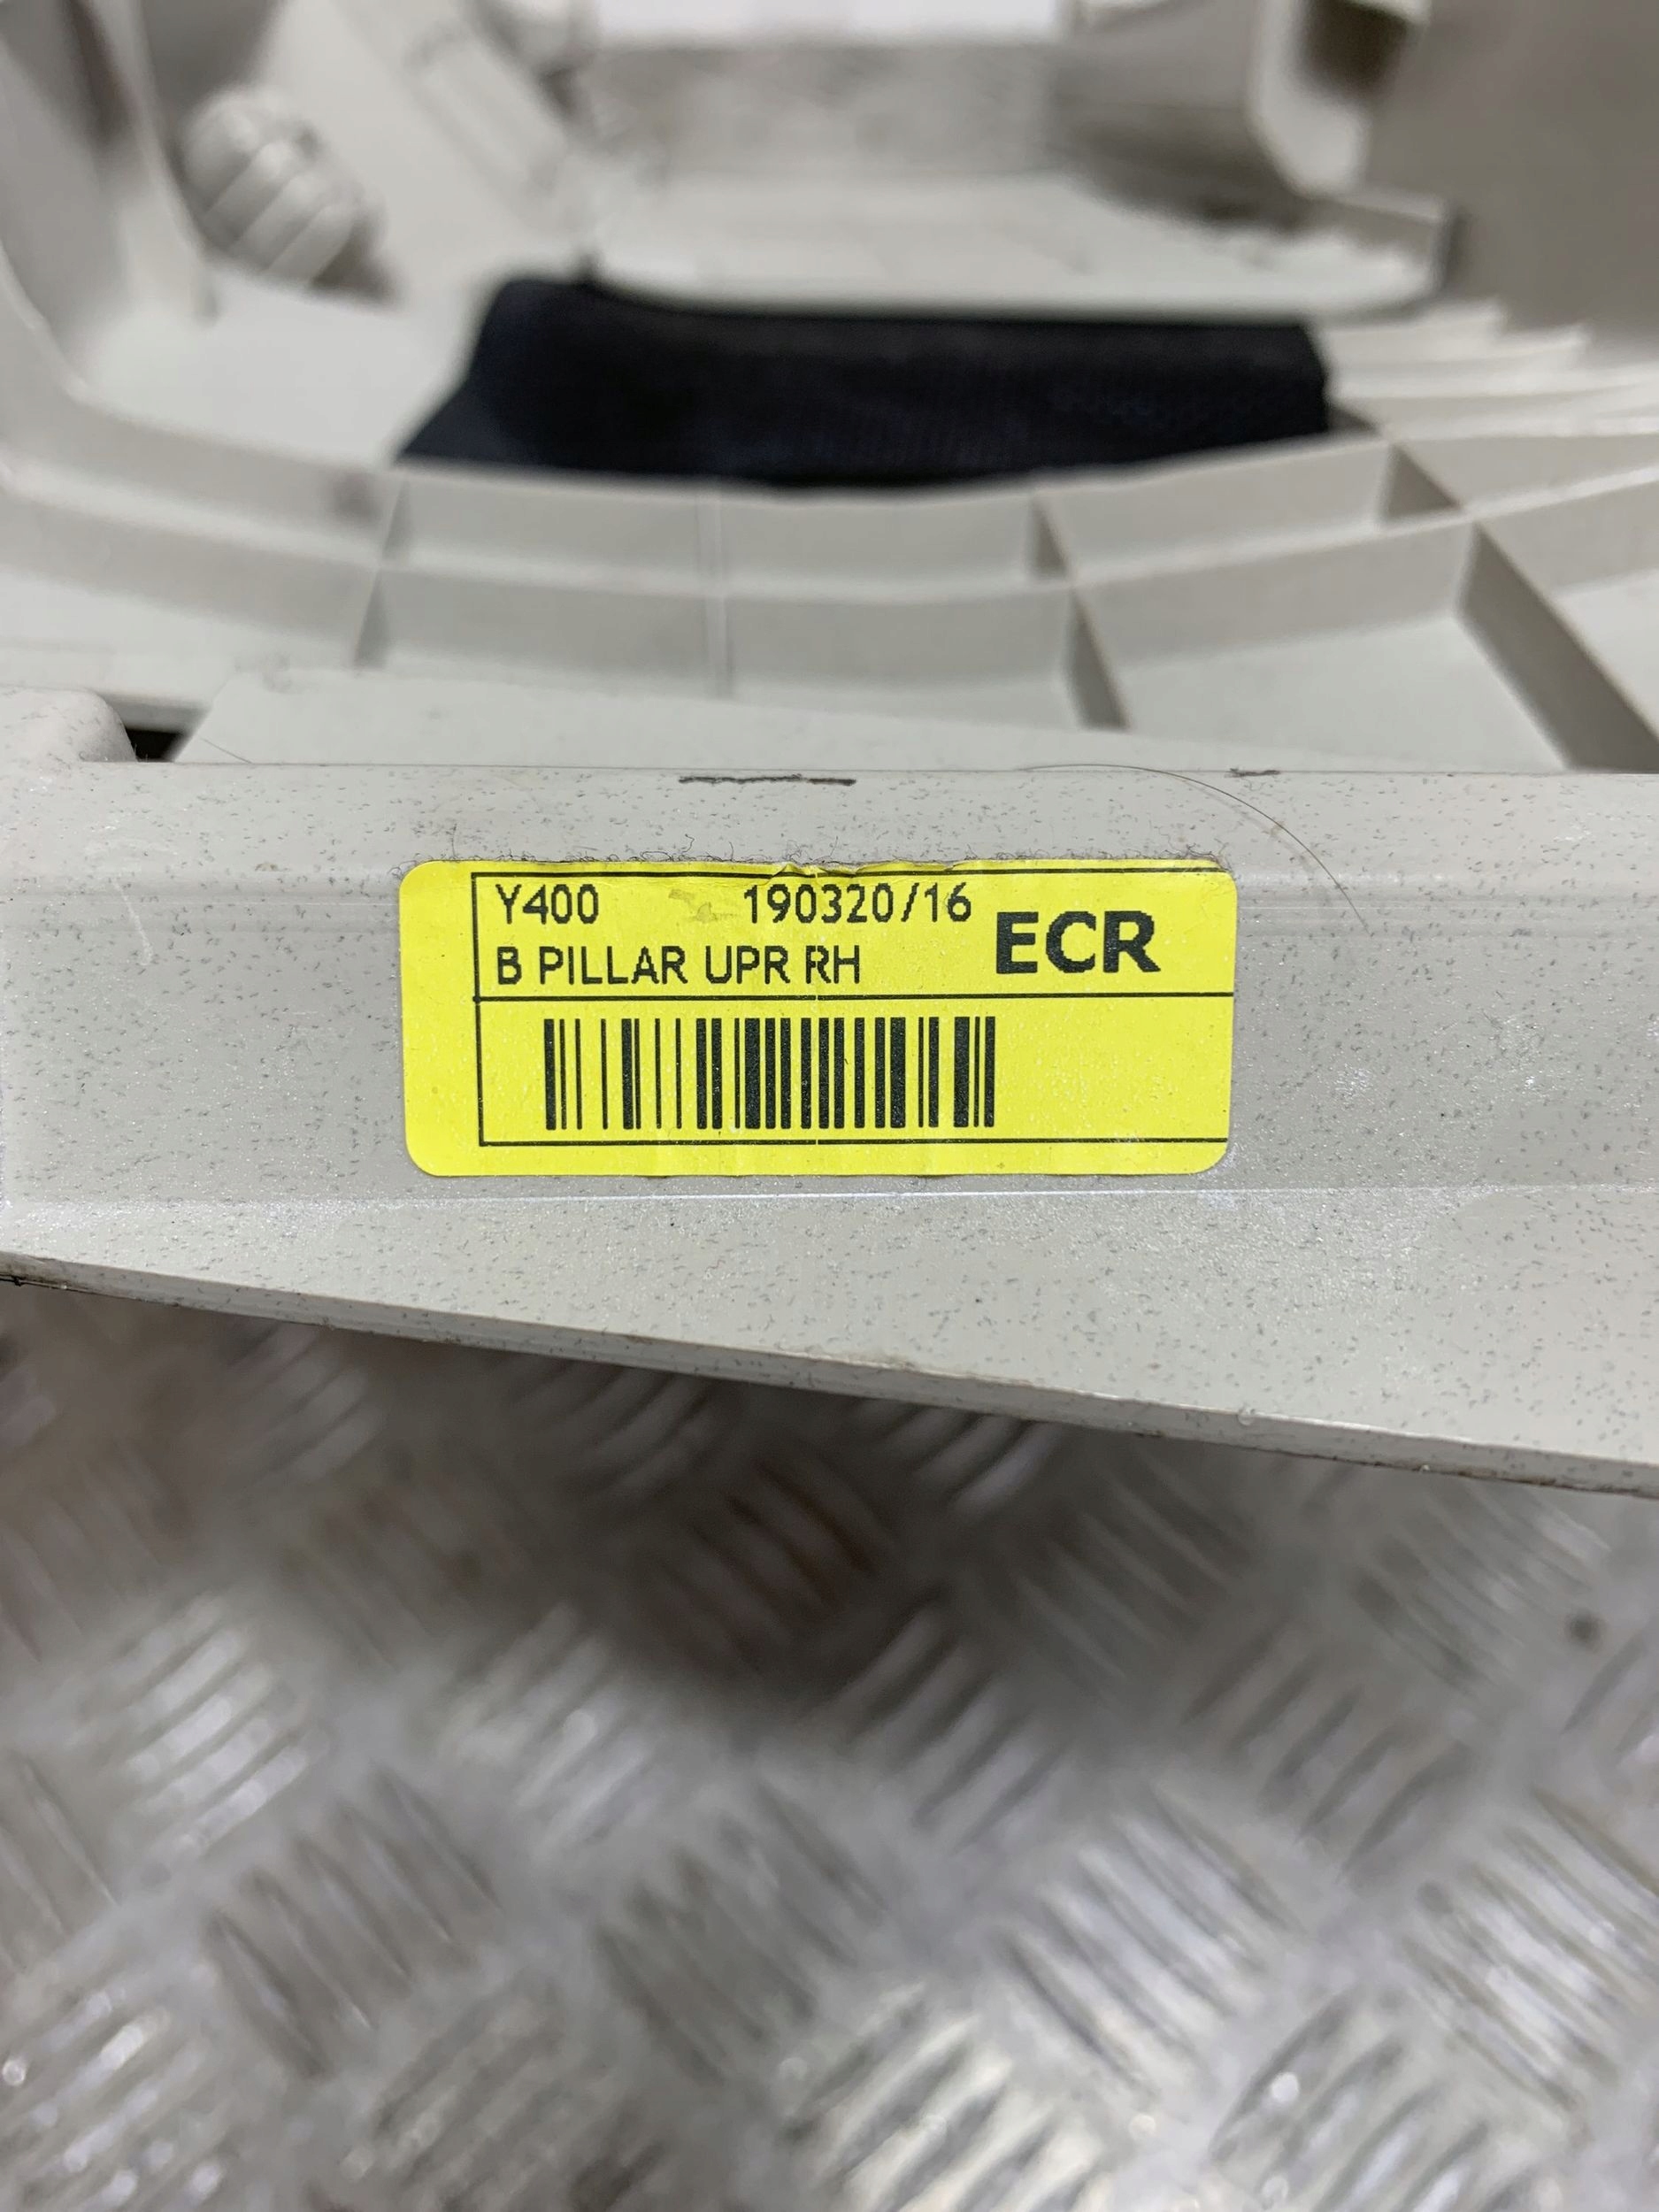 Y400 190320/16
B PILLAR UPR RH
ECR